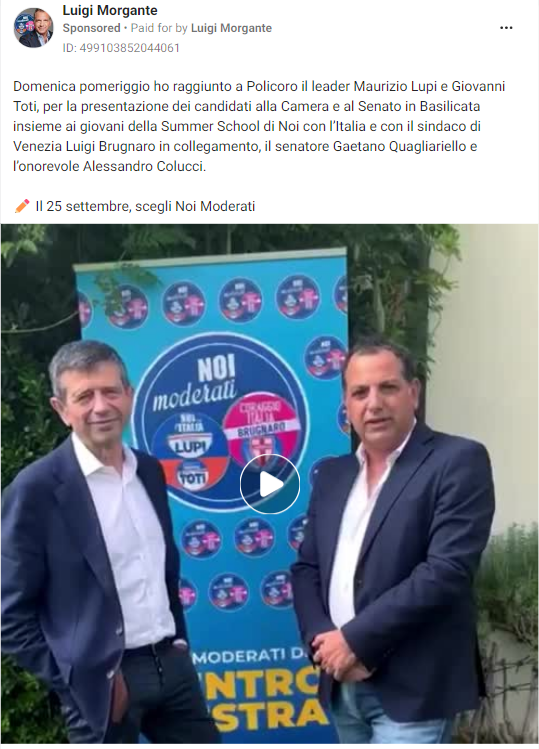 Luigi Morgante
Sponsored • Paid for by Luigi Morgante
ID: 499103852044061
Domenica pomeriggio ho raggiunto a Policoro il leader Maurizio Lupi e Giovanni
Toti, per la presentazione dei candidati alla Camera e al Senato in Basilicata
insieme ai giovani della Summer School di Noi con l'Italia e con il sindaco di
Venezia Luigi Brugnaro in collegamento, il senatore Gaetano Quagliariello e
l'onorevole Alessandro Colucci.
Il 25 settembre, scegli Noi Moderati
NOI
moderati
NOI con
L'ITALIA
LUPI
TOTI
CORAGGIO
ITALIA
BRUGNARO
MODERATI D
NTRO
STRA